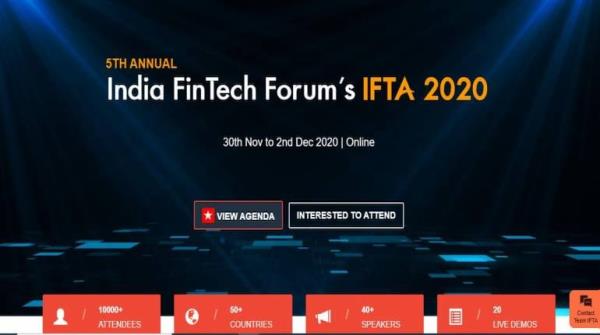 5TH ANNUAL
India FinTech Forum's IFTA 2020
30th Nov to 2nd Dec 2020 | Online
VIEW AGENDA
INTERESTED TO ATTEND
10000+
/ ATTENDEES
50+
/ COUNTRIES
40+
/ SPEAKERS
20
/ LIVE DEMOS
Contact
Team IFTA